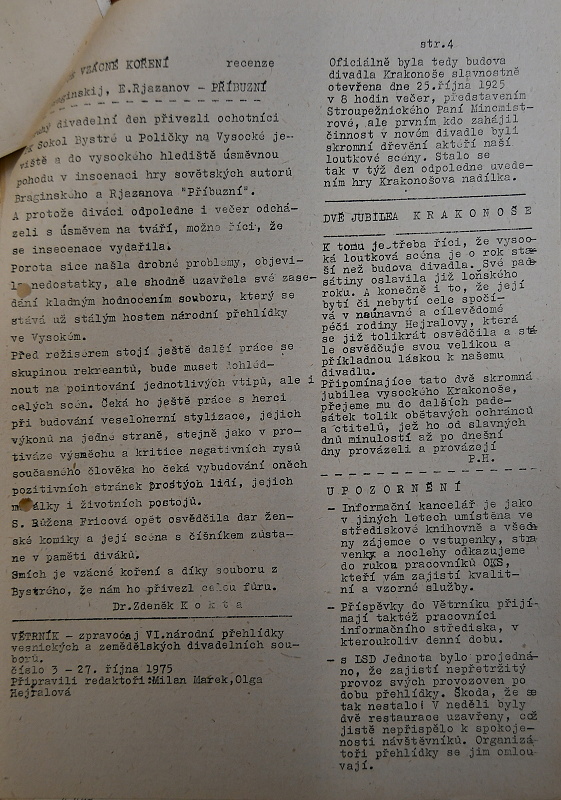 VZÁCNÉ KOŘENÍ recenze
E.Rjazanov - PŘÍBUZNÍ
divadelní den přivezli ochotníci
Sokol Bystré u Poličky na Vysocké je-
viště a do vysockého hlediště úsměvnou
pohodu v inscenaci hry sovětských autorů
Braginského a Rjazanova "Příbuzní".
A protože diváci odpoledne i večer odchá-
zeli s úsměvem na tváři, možno říci, že
se insecenace vydařila.
Porota sice našla drobné problémy, objevi-
nedostatky, ale shodně uzavřela své zase-
dání kladným hodnocením souboru, který se
stává už stálým hostem národní přehlídky
ve Vysokém.
Před režisérem stojí ještě další práce se
skupinou rekreantů, bude muset dohléd-
nout na pointování jednotlivých vtipů, ale i
celých scén. Čeká ho ještě práce s herci
při budování veseloherní stylizace, jejich
výkonů na jedné straně, stejně jako v pro-
tiváze výsměchu a kritice negativních rysů
současného člověka ho čeká vybudování oněch
pozitivních stránek prostých lidí, jejich
i životních postojů.
S. Růžena Fricová opět osvědčila dar žen-
ské komiky a její scéna s číšníkem zůsta-
ne v paměti diváků.
Smích je vzácné koření a díky souboru z
Bystrého, že nám ho přivezl celou fůru.
Dr.Zdeněk K o k t a
VĚTRNÍK - zpravodaj VI.národní přehlídky
vesnických a zemědělských divadelních sou-
borů.
číslo 3 - 27. října 1975
Připravili redaktoři:Milan Mařek,Olga
Hejralová
str.4
Oficiálně byla tedy budova
divadla Krakonoše slavnostně
otevřena dne 25.října 1925
v 8 hodin večer, představením
Stroupežnického Paní Mincmist-
rové, ale prvním kdo zahájil
činnost v novém divadle byli
skromní dřevění aktéři naší
loutkové scény. Stalo se
tak v týž den odpoledne uvede-
ním hry Krakonošova nadílka.
DVĚ JUBILEA K R A K O N O Š E
K tomu je třeba říci, že vysoc-
ká loutková scéna je o rok sta-
ší než budova divadla. Své pad-
sátiny oslavila již loňského
roku. A konečně i to, že její
bytí či nebytí cele spočí-
vá v neúnavné a cílevědomé
péči rodiny Hejralovy, která
se již tolikrát osvědčila a stá-
le osvědčuje svou velikou a
příkladnou láskou k našemu
divadlu.
Připomínajíce tato dvě skromná
jubilea vysockého Krakonoše,
přejeme mu do dalších pade-
sátek tolik obětavých ochránců
a ctitelů, jež ho od slavných
dnů minulostí až po dnešní
dny provázeli a provázejí
P.H.
U P O Z O R N Ě N Í
- Informační kancelář je jako
v jiných letech umístěna ve
střediskové knihovně a všech-
ny zájemce o vstupenky, stra-
venky a noclehy odkazujeme
do rukou pracovníků OKS,
kteří vám zajistí kvalit-
ní a vzorné služby.
- Příspěvky do Větrníku přijí-
mají taktéž pracovníci
informačního střediska, v
kteroukoliv denní dobu.
- s LSD Jednota bylo projedná-
no, že zajistí nepřetržitý
provoz svých provozoven po
dobu přehlídky. Škoda, že se
tak nestalo! V neděli byly
dvě restaurace uzavřeny, což
jistě nepřispělo k spokoje-
nosti návštěvníků. Organizá-
toři přehlídky se jim omlou-
vají.